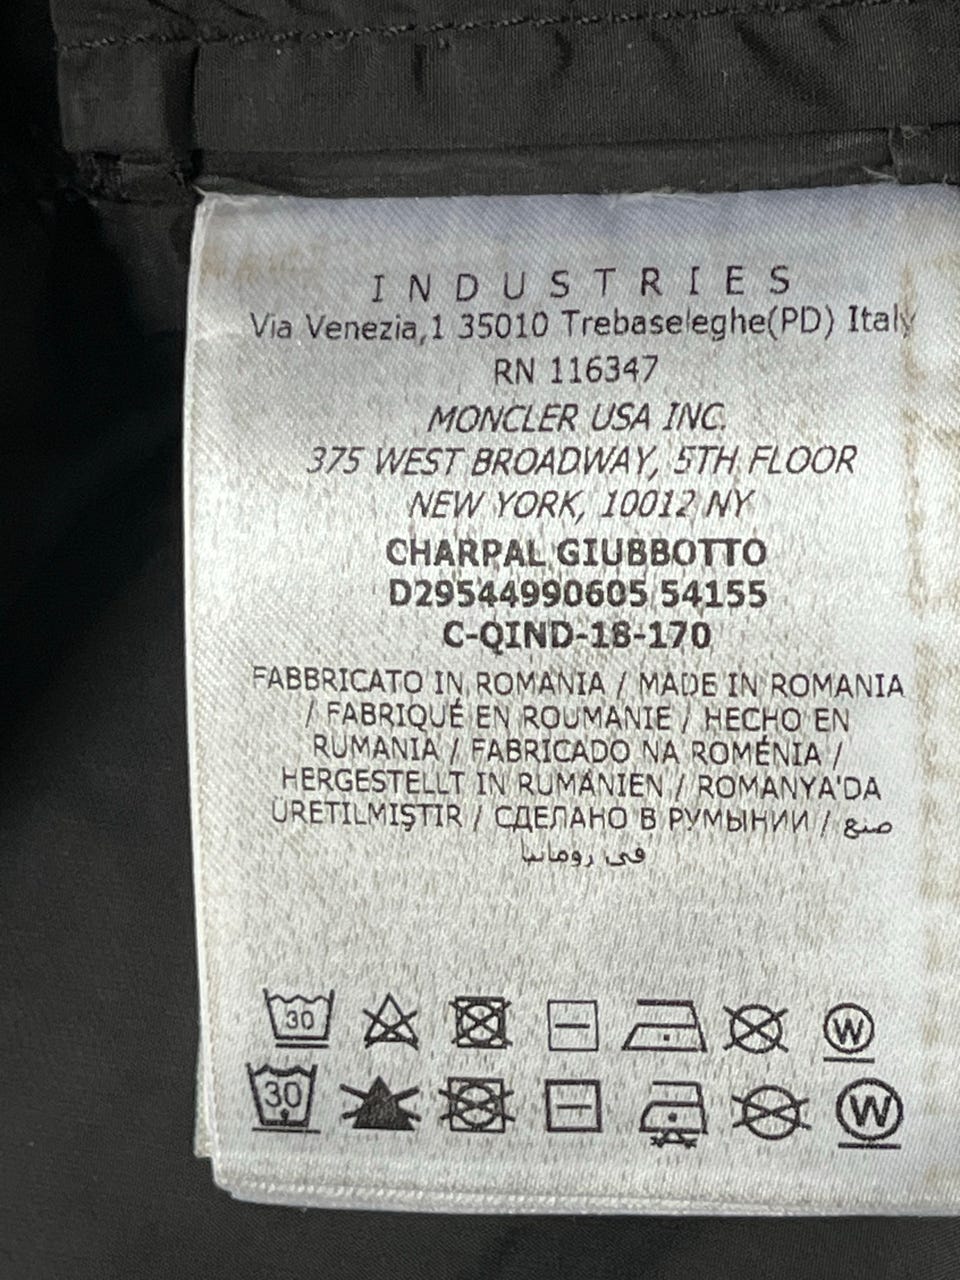 INDUSTRIES
Via Venezia,1 35010 Trebaseleghe(PD) Italy
RN 116347
MONCLER USA INC.
375 WEST BROADWAY, 5TH FLOOR
NEW YORK, 10012 NY
CHARPAL GIUBBOTTO
D29544990605 54155
C-QIND-18-170
FABBRICATO IN ROMANIA / MADE IN ROMANIA
/ FABRIQUÉ EN ROUMANIE / HECHO EN
RUMANIA / FABRICADO NA ROMÉNIA /
HERGESTELLT IN RUMÄNIEN / ROMANYA'DA
ÜRETILMIŞTIR / СДЕЛАНО В РУМЫНИИ / صنع
في رومانيا
30 W
30 W